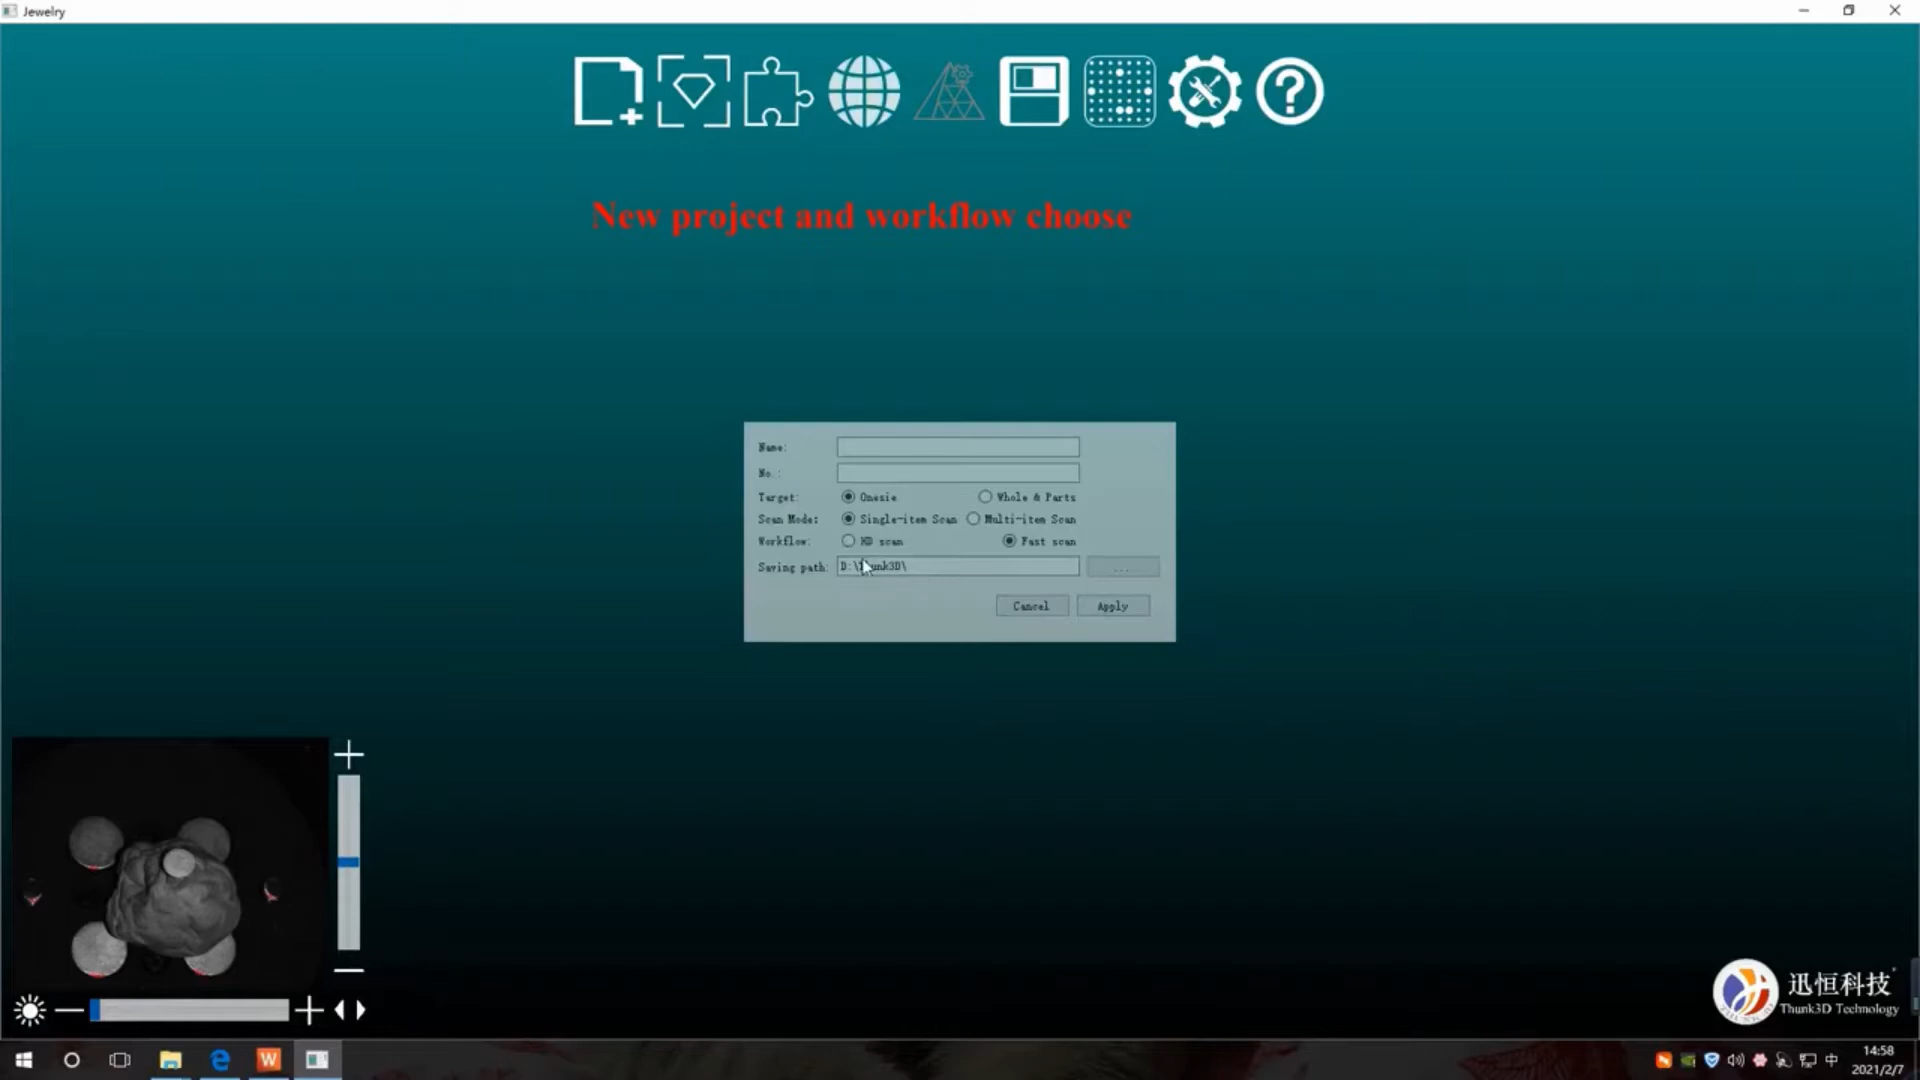 Jewelry
New project and workflow choose
Name:
No.:
Target: Onesie Whole & Parts
Scan Mode: Single-item Scan Multi-item Scan
Workflow: HD scan Fast scan
Saving path: D:\Thunk3D\ ...
Cancel Apply
迅恒科技
Thunk3D Technology
中
14:58
2021/2/7